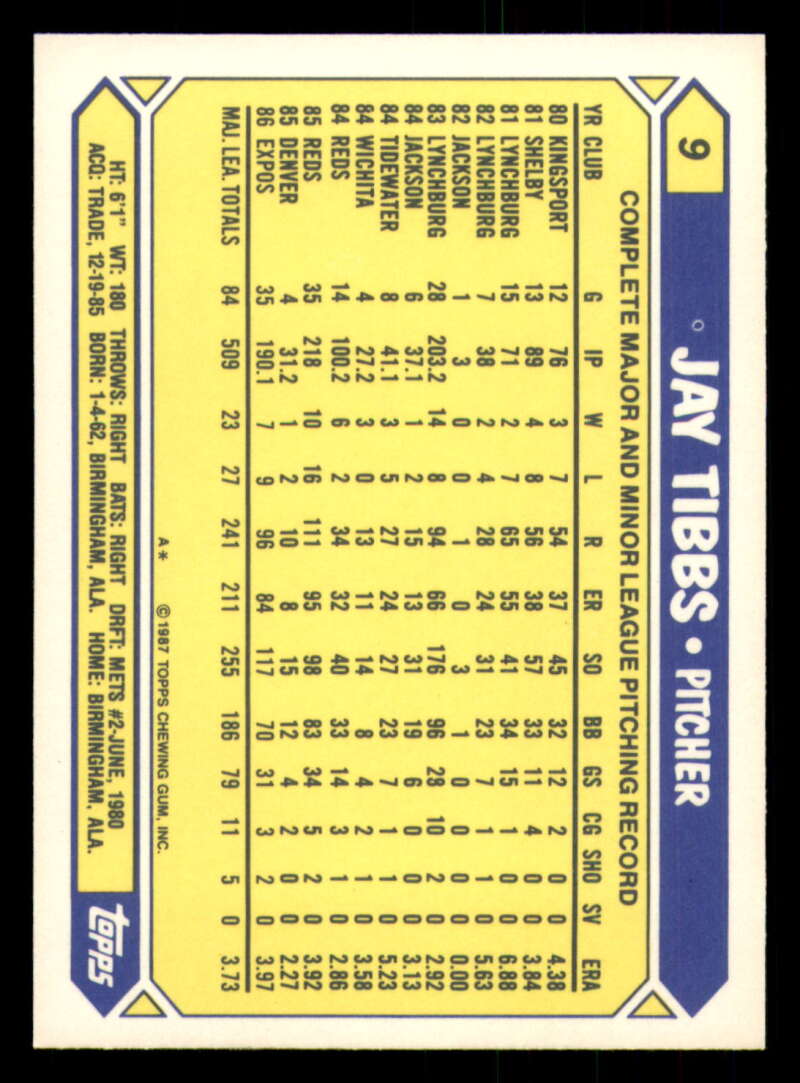 9 JAY TIBBS • PITCHER
COMPLETE MAJOR AND MINOR LEAGUE PITCHING RECORD
YR CLUB G IP W L R ER SO BB GS CG SHO SV ERA
80 KINGSPORT 12 76 3 7 54 37 45 32 12 2 0 0 4.38
81 SHELBY 13 89 4 8 56 38 57 33 11 4 0 0 3.84
81 LYNCHBURG 15 71 2 7 65 55 41 34 15 1 0 0 6.88
82 LYNCHBURG 7 38 2 4 28 24 31 23 7 1 1 0 5.63
82 JACKSON 1 3 0 0 1 0 3 1 0 0 0 0 0.00
83 LYNCHBURG 28 203.2 14 8 94 66 176 96 28 10 2 0 2.92
84 JACKSON 6 37.1 1 2 15 13 31 19 6 0 0 0 3.13
84 TIDEWATER 8 41.1 3 5 27 24 27 23 7 1 1 0 5.23
84 WICHITA 4 27.2 3 0 13 11 14 8 4 2 0 0 3.58
84 REDS 14 100.2 6 2 34 32 40 33 14 3 1 0 2.86
85 REDS 35 218 10 16 111 95 98 83 34 5 2 0 3.92
85 DENVER 4 31.2 1 2 10 8 15 12 4 2 0 0 2.27
86 EXPOS 35 190.1 7 9 96 84 117 70 31 3 2 0 3.97
MAJ. LEA. TOTALS 84 509 23 27 241 211 255 186 79 11 5 0 3.73
A* ©1987 TOPPS CHEWING GUM, INC.
HT: 6'1" WT: 180 THROWS: RIGHT BATS: RIGHT DRFT: METS #2-JUNE, 1980
ACQ: TRADE, 12-19-85 BORN: 1-4-62, BIRMINGHAM, ALA. HOME: BIRMINGHAM, ALA.
topps